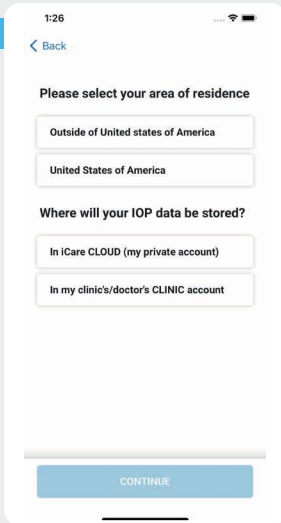 1:26
Back
Please select your area of residence
Outside of United states of America
United States of America
Where will your IOP data be stored?
In iCare CLOUD (my private account)
In my clinic's/doctor's CLINIC account
CONTINUE